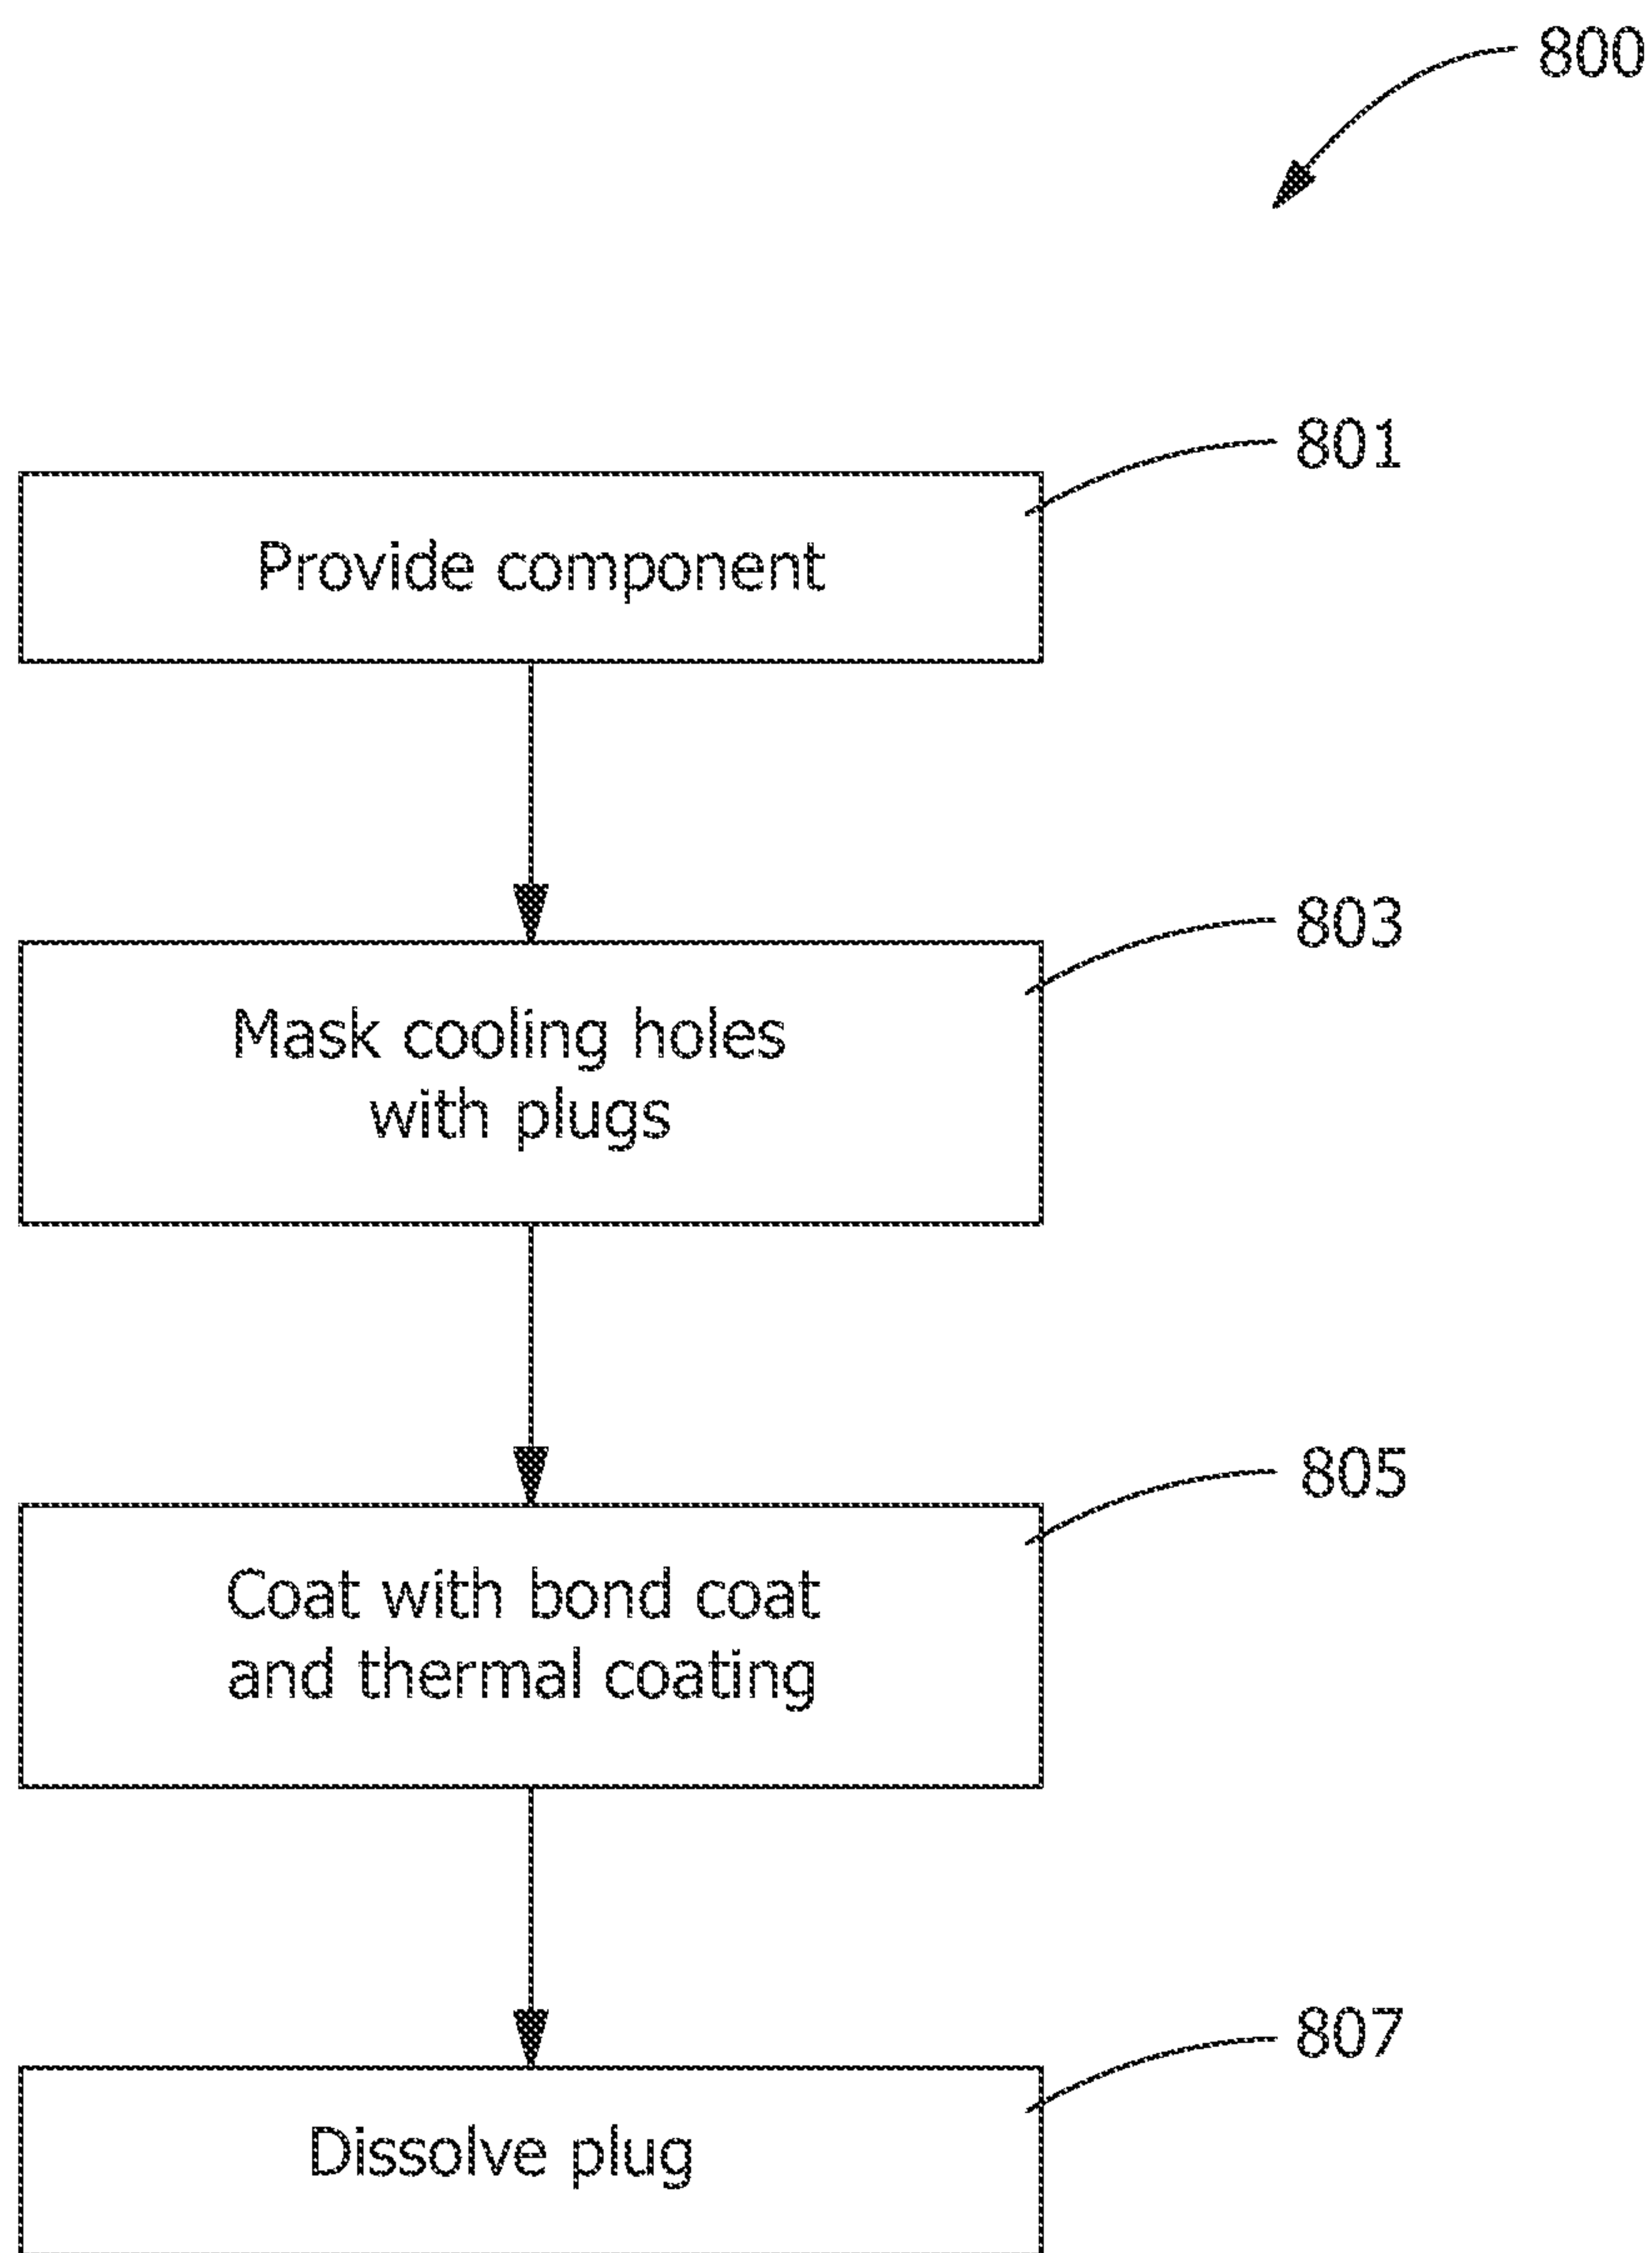 800
801
Provide component
803
Mask cooling holes
with plugs
805
Coat with bond coat
and thermal coating
807
Dissolve plug